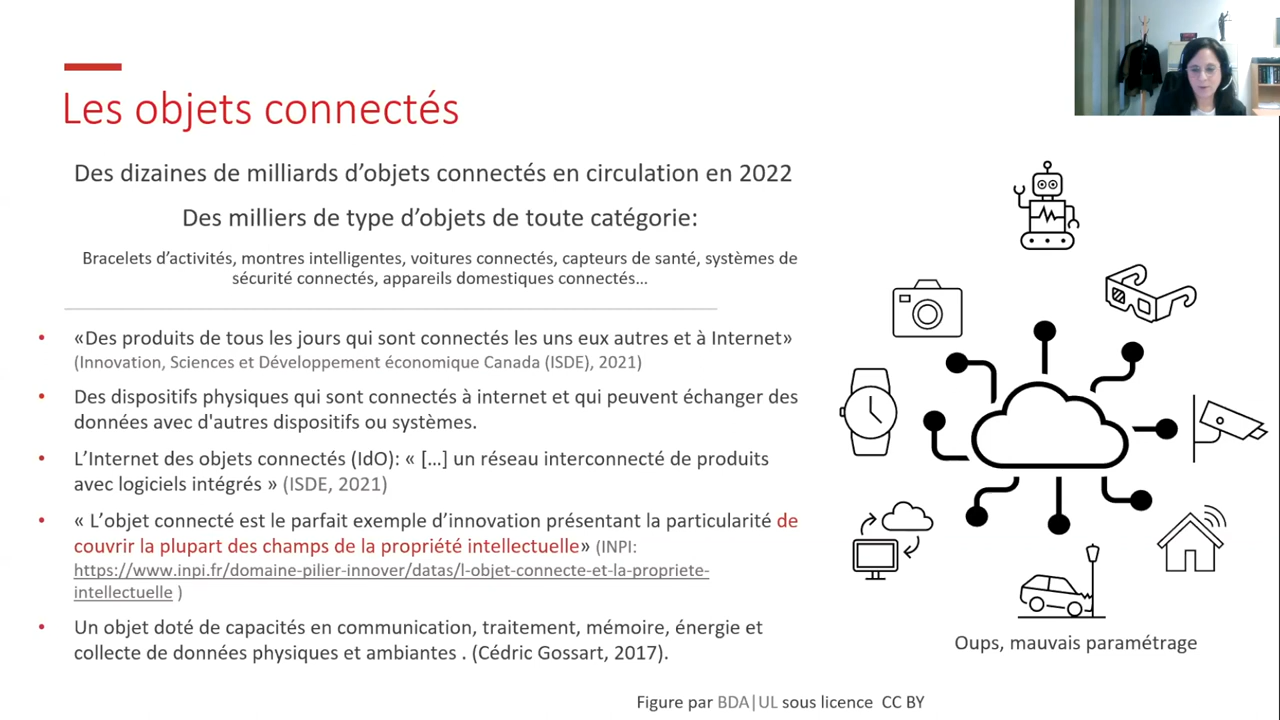 Les objets connectés
Des dizaines de milliards d’objets connectés en circulation en 2022
Des milliers de type d’objets de toute catégorie:
Bracelets d’activités, montres intelligentes, voitures connectés, capteurs de santé, systèmes de
sécurité connectés, appareils domestiques connectés…
• «Des produits de tous les jours qui sont connectés les uns eux autres et à Internet»
(Innovation, Sciences et Développement économique Canada (ISDE), 2021)
• Des dispositifs physiques qui sont connectés à internet et qui peuvent échanger des
données avec d'autres dispositifs ou systèmes.
• L’Internet des objets connectés (IdO): « […] un réseau interconnecté de produits
avec logiciels intégrés » (ISDE, 2021)
• « L’objet connecté est le parfait exemple d’innovation présentant la particularité de
couvrir la plupart des champs de la propriété intellectuelle» (INPI:
https://www.inpi.fr/domaine-pilier-innover/datas/l-objet-connecte-et-la-propriete-
intellectuelle )
• Un objet doté de capacités en communication, traitement, mémoire, énergie et
collecte de données physiques et ambiantes . (Cédric Gossart, 2017).
Oups, mauvais paramétrage
Figure par BDA|UL sous licence CC BY